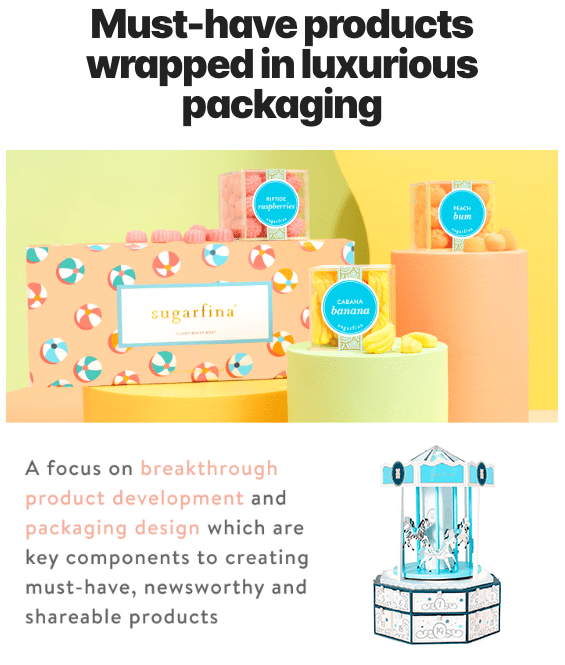 Must-have products
wrapped in luxurious
packaging
RIPTIDE
raspberries
sugarfina
PEACH
bum
sugarfina
CABANA
banana
sugarfina
sugarfina
A focus on breakthrough
product development and
packaging design which are
key components to creating
must-have, newsworthy and
shareable products